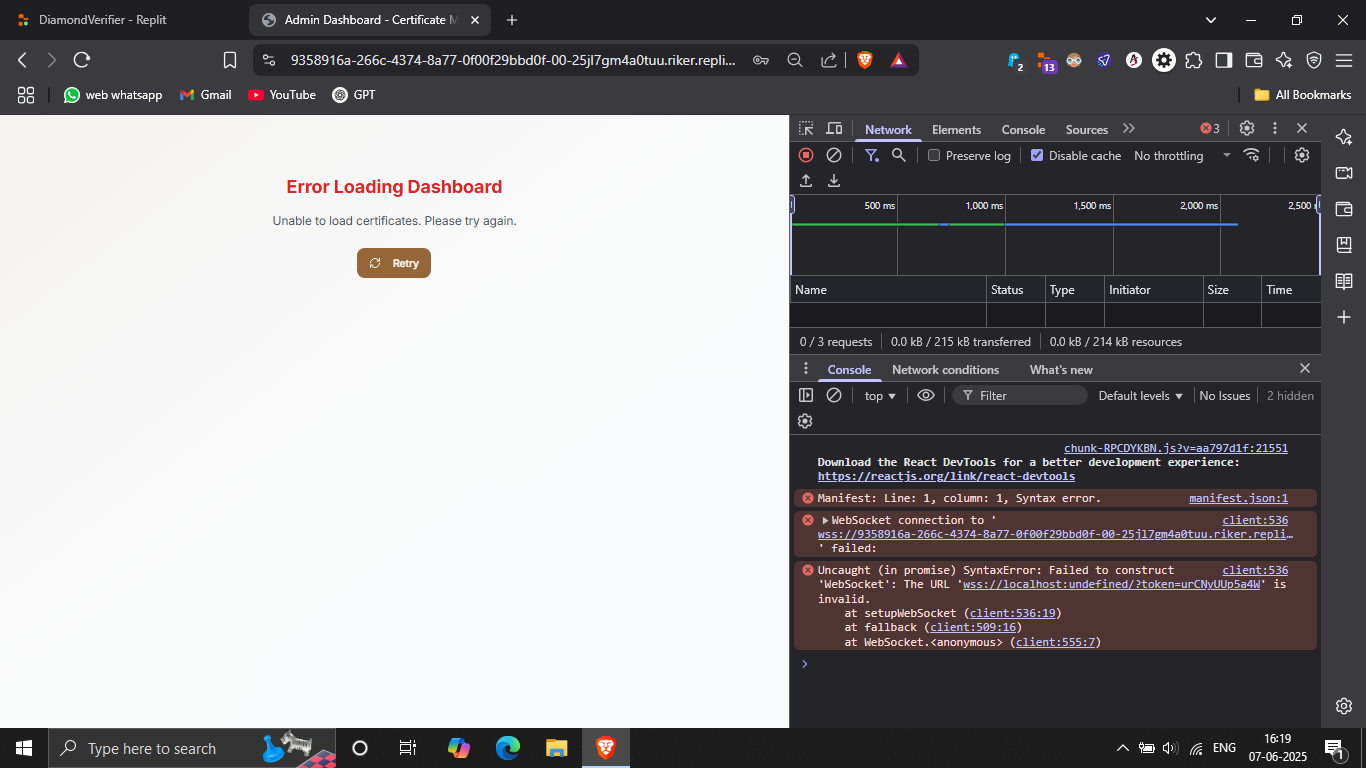 DiamondVerifier - Replit
Admin Dashboard - Certificate M
9358916a-266c-4374-8a77-0f00f29bbd0f-00-25jl7gm4a0tuu.riker.repli...
2
13
web whatsapp
Gmail
YouTube
GPT
All Bookmarks
Error Loading Dashboard
Unable to load certificates. Please try again.
Retry
Network
Elements
Console
Sources
3
Preserve log
Disable cache
No throttling
500 ms
1,000 ms
1,500 ms
2,000 ms
2,500
Name
Status
Type
Initiator
Size
Time
0 / 3 requests
0.0 kB / 215 kB transferred
0.0 kB / 214 kB resources
Console
Network conditions
What's new
top
Filter
Default levels
No Issues
2 hidden
chunk-RPCDYKBN.js?v=aa797d1f:21551
Download the React DevTools for a better development experience:
https://reactjs.org/link/react-devtools
Manifest: Line: 1, column: 1, Syntax error.
manifest.json:1
WebSocket connection to '
client:536
wss://9358916a-266c-4374-8a77-0f00f29bbd0f-00-25jl7gm4a0tuu.riker.repli…
' failed:
Uncaught (in promise) SyntaxError: Failed to construct
client:536
'WebSocket': The URL 'wss://localhost:undefined/?token=urCNyUUp5a4W' is
invalid.
at setupWebSocket (client:536:19)
at fallback (client:509:16)
at WebSocket.<anonymous> (client:555:7)
Type here to search
ENG
16:19
07-06-2025
1